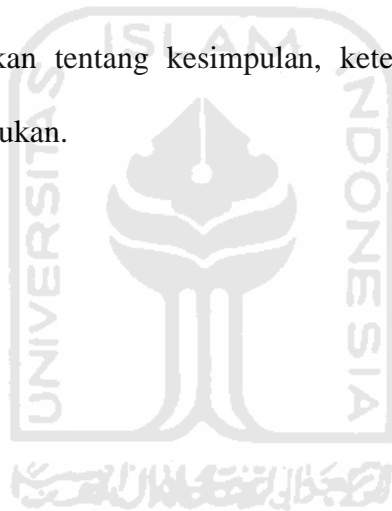 kan tentang kesimpulan, kete
ukan.
ISLAM
UNIVERSITAS
INDONESIA